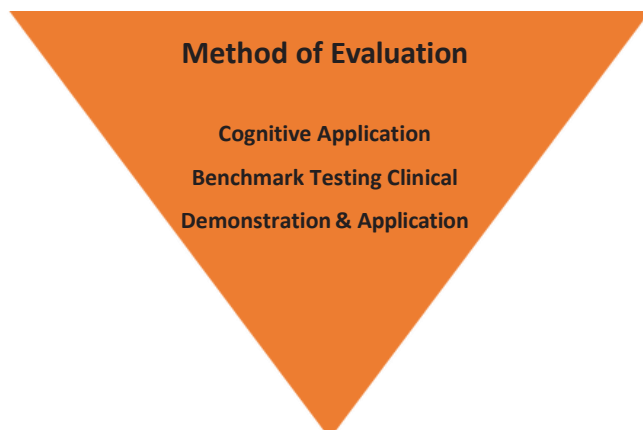 Method of Evaluation
Cognitive Application
Benchmark Testing Clinical
Demonstration & Application